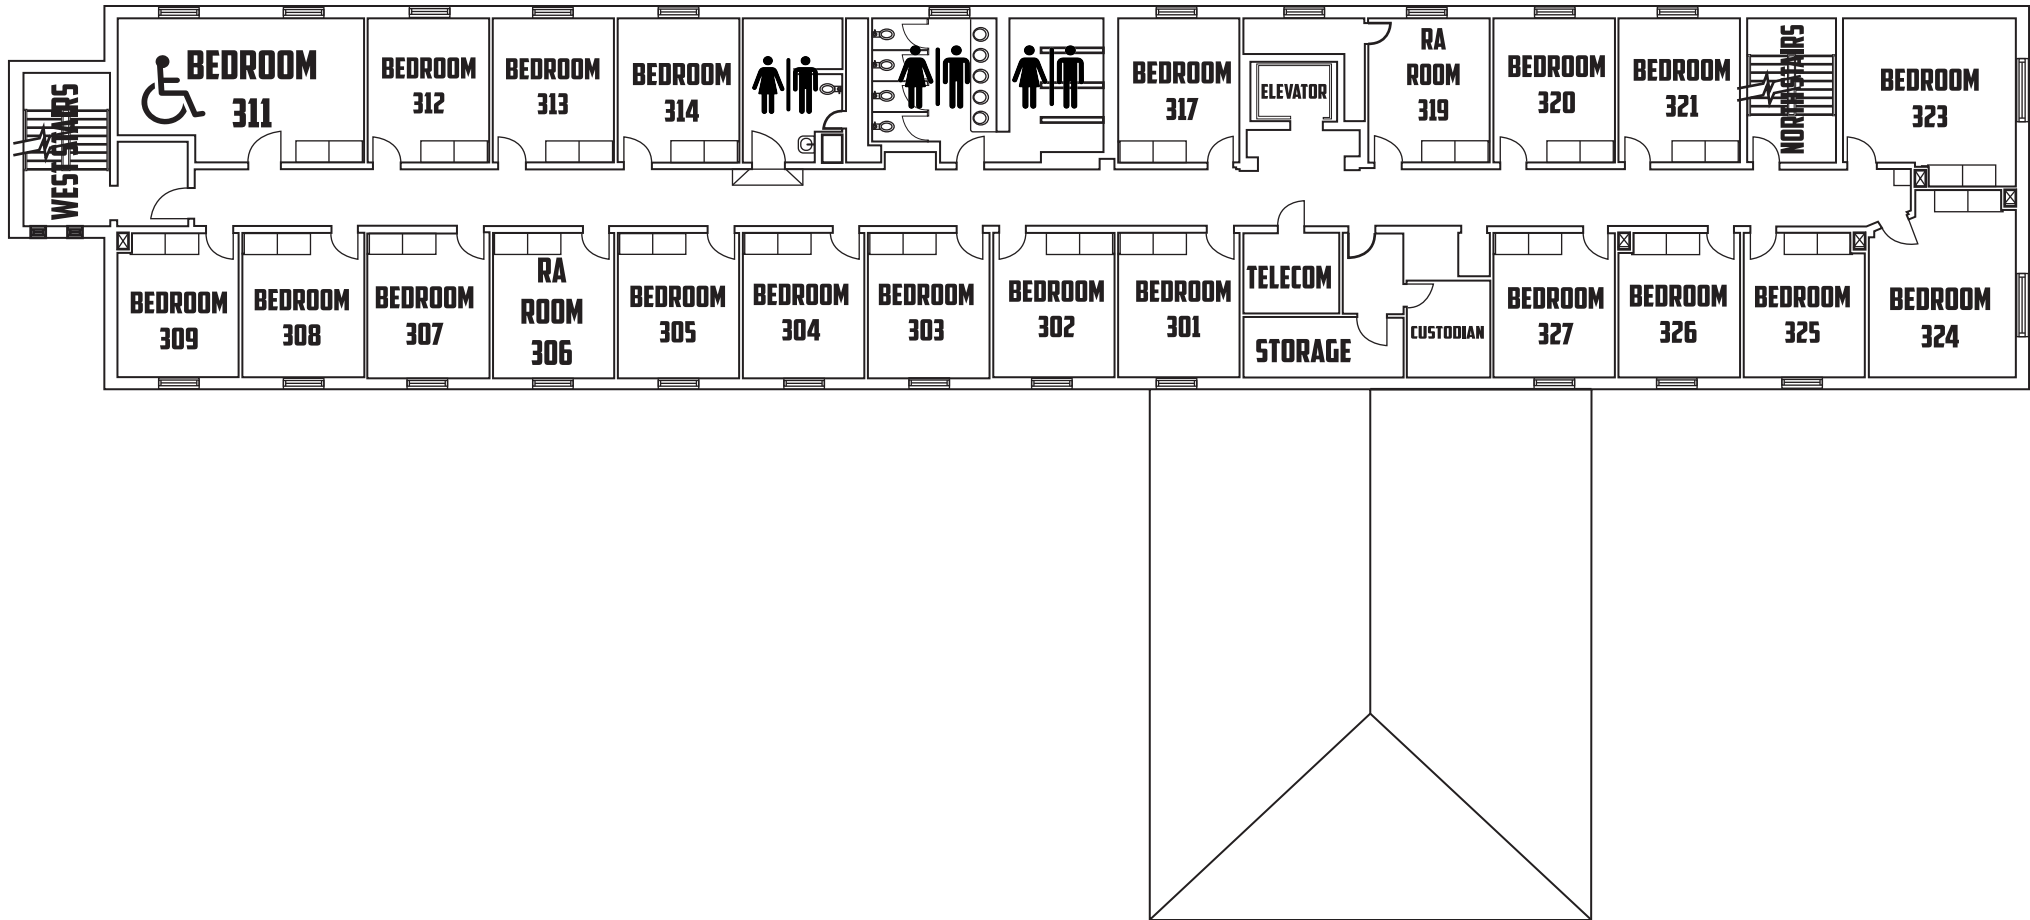 BEDROOM
311
BEDROOM
312
BEDROOM
313
BEDROOM
314
BEDROOM
317
ELEVATOR
RA
ROOM
319
BEDROOM
320
BEDROOM
321
NORTH STAIRS
BEDROOM
323
WEST STAIRS
BEDROOM
309
BEDROOM
308
BEDROOM
307
RA
ROOM
306
BEDROOM
305
BEDROOM
304
BEDROOM
303
BEDROOM
302
BEDROOM
301
TELECOM
STORAGE
CUSTODIAN
BEDROOM
327
BEDROOM
326
BEDROOM
325
BEDROOM
324